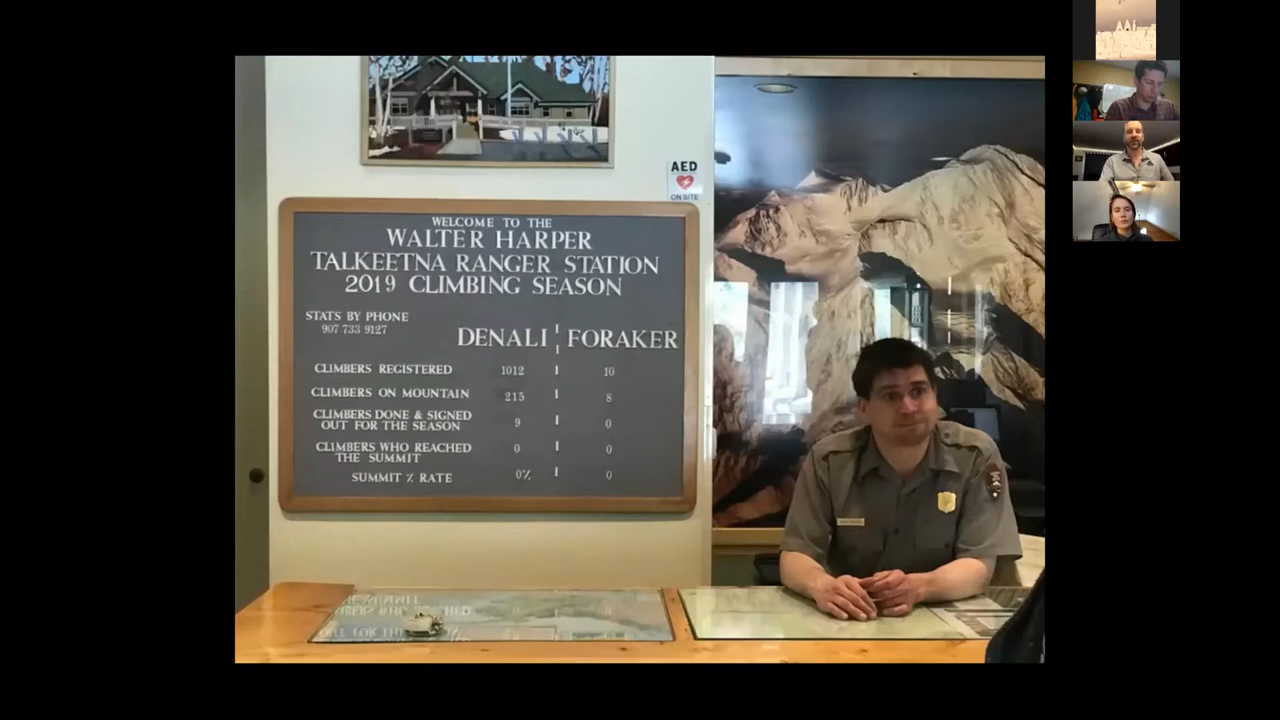 AAI
AED
ON SITE
WELCOME TO THE
WALTER HARPER
TALKEETNA RANGER STATION
2019 CLIMBING SEASON
STATS BY PHONE
907 733 9127
DENALI FORAKER
CLIMBERS REGISTERED 1012 10
CLIMBERS ON MOUNTAIN 215 8
CLIMBERS DONE & SIGNED
OUT FOR THE SEASON 9 0
CLIMBERS WHO REACHED
THE SUMMIT 0 0
SUMMIT % RATE 0% 0